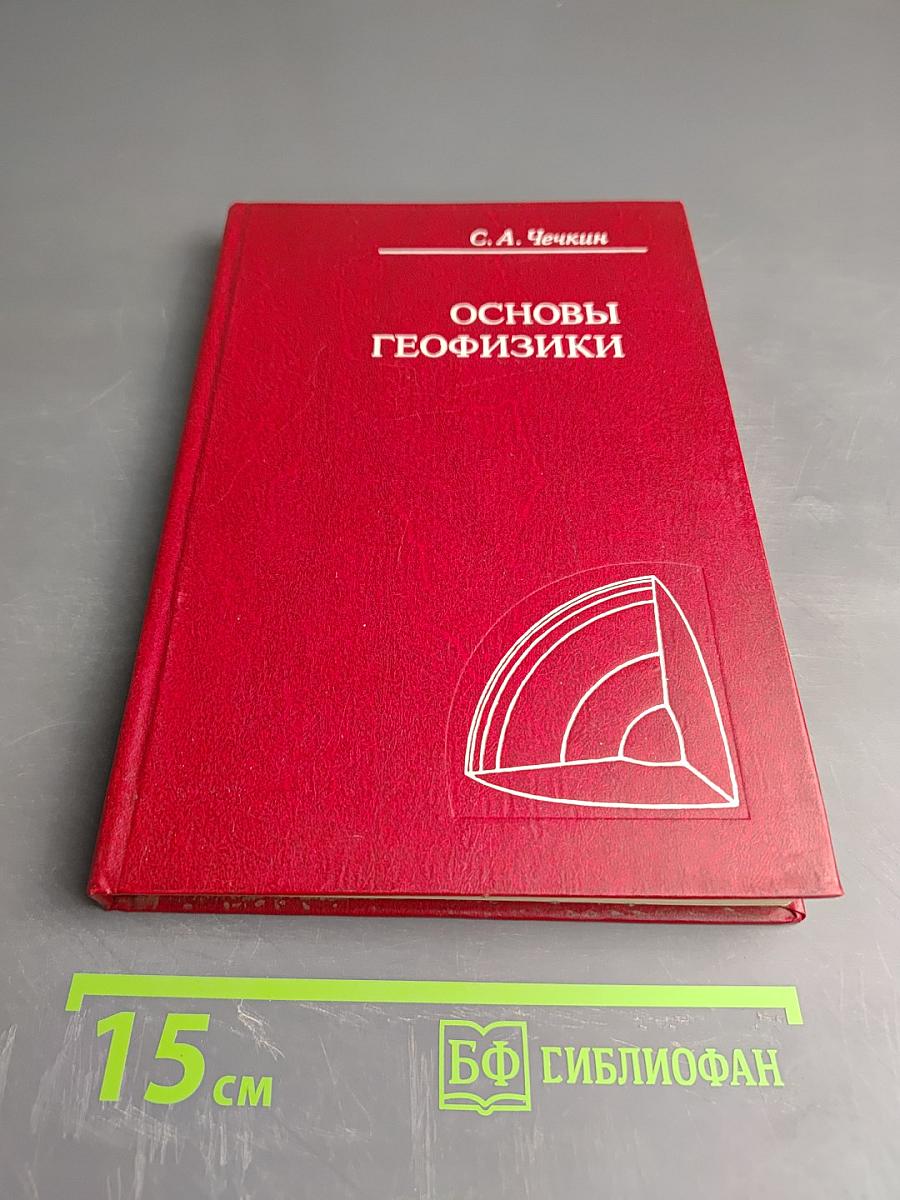 С. А. Чечкин
ОСНОВЫ
ГЕОФИЗИКИ
15 см
БФ БИБЛИОФАН